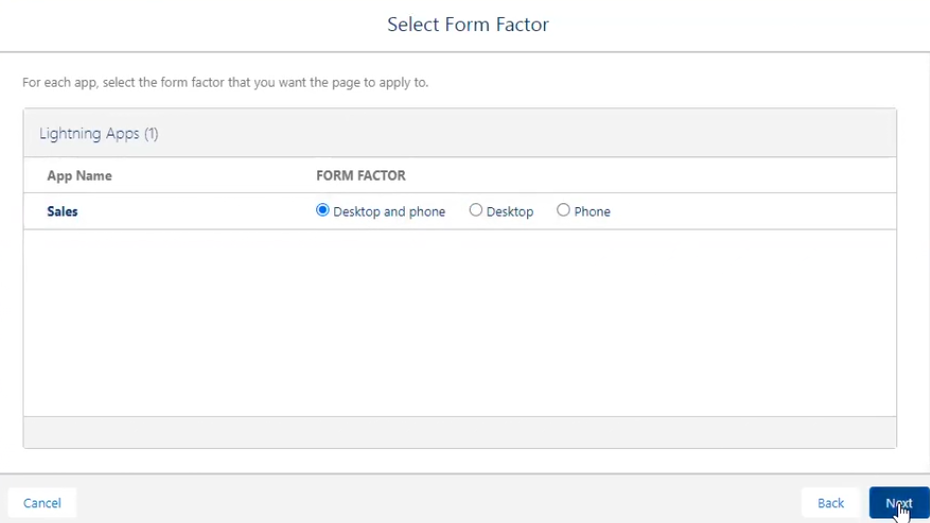 Select Form Factor
For each app, select the form factor that you want the page to apply to.
Lightning Apps (1)
App Name FORM FACTOR
Sales Desktop and phone Desktop Phone
Cancel Back Next